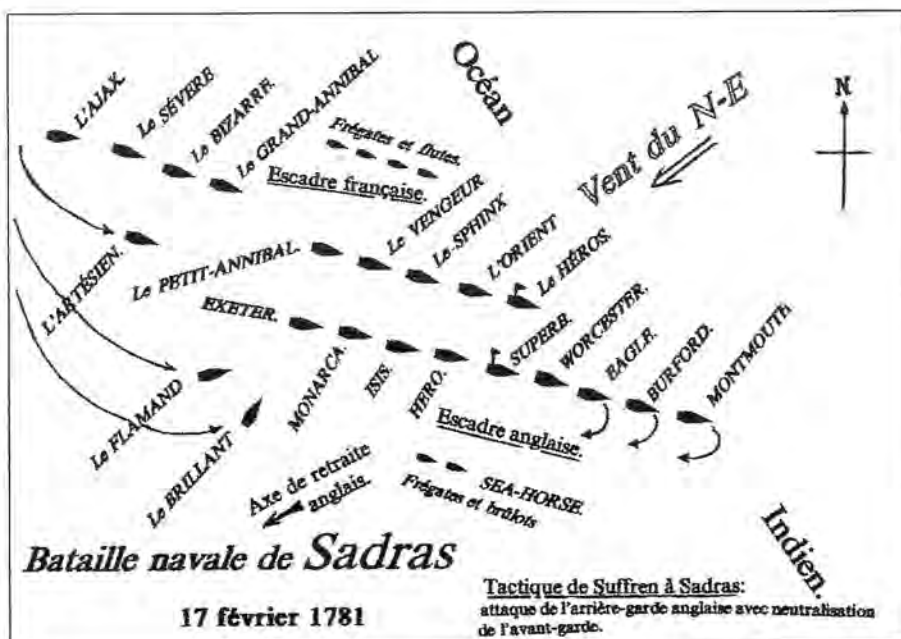 Océan
L'AJAX.
Le SÉVÈRE
Le BIZARRE.
Le GRAND-ANNIBAL
Frégates et flutes.
Escadre française.
Vent du N-E
N
Le VENGEUR
Le SPHINX
L'ORIENT
Le HÉROS.
L'ARTÉSIEN.
Le PETIT-ANNIBAL.
EXETER.
MONARCA.
ISIS.
HERO.
SUPERB.
WORCESTER.
EAGLE.
BURFORD.
MONTMOUTH.
Le FLAMAND
Le BRILLANT
Escadre anglaise.
Axe de retraite
anglais.
SEA-HORSE.
Frégates et brûlots
Indien.
Bataille navale de Sadras
17 février 1781
Tactique de Suffren à Sadras:
attaque de l'arrière-garde anglaise avec neutralisation
de l'avant-garde.